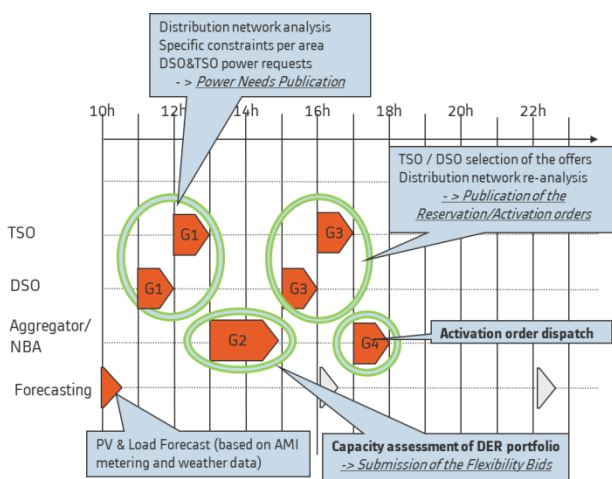 Distribution network analysis
Specific constraints per area
DSO&TSO power requests
- > Power Needs Publication
10h 12h 14h 16h 18h 20h 22h
TSO / DSO selection of the offers
Distribution network re-analysis
-> Publication of the
Reservation/Activation orders
TSO
G1
G3
DSO
G1
G3
Aggregator/
NBA
G2
G4
Activation order dispatch
Forecasting
PV & Load Forecast (based on AMI
metering and weather data)
Capacity assessment of DER portfolio
-> Submission of the Flexibility Bids